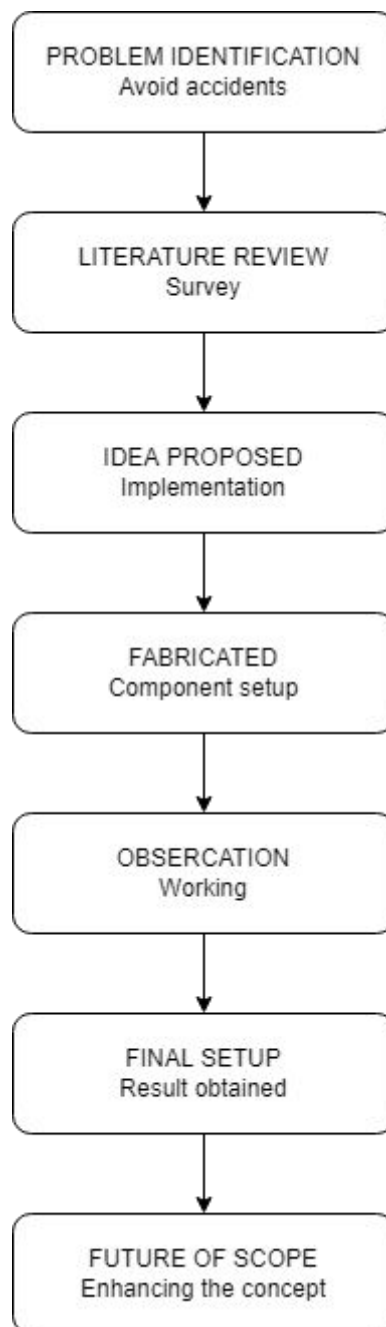 PROBLEM IDENTIFICATION
Avoid accidents
LITERATURE REVIEW
Survey
IDEA PROPOSED
Implementation
FABRICATED
Component setup
OBSERCATION
Working
FINAL SETUP
Result obtained
FUTURE OF SCOPE
Enhancing the concept